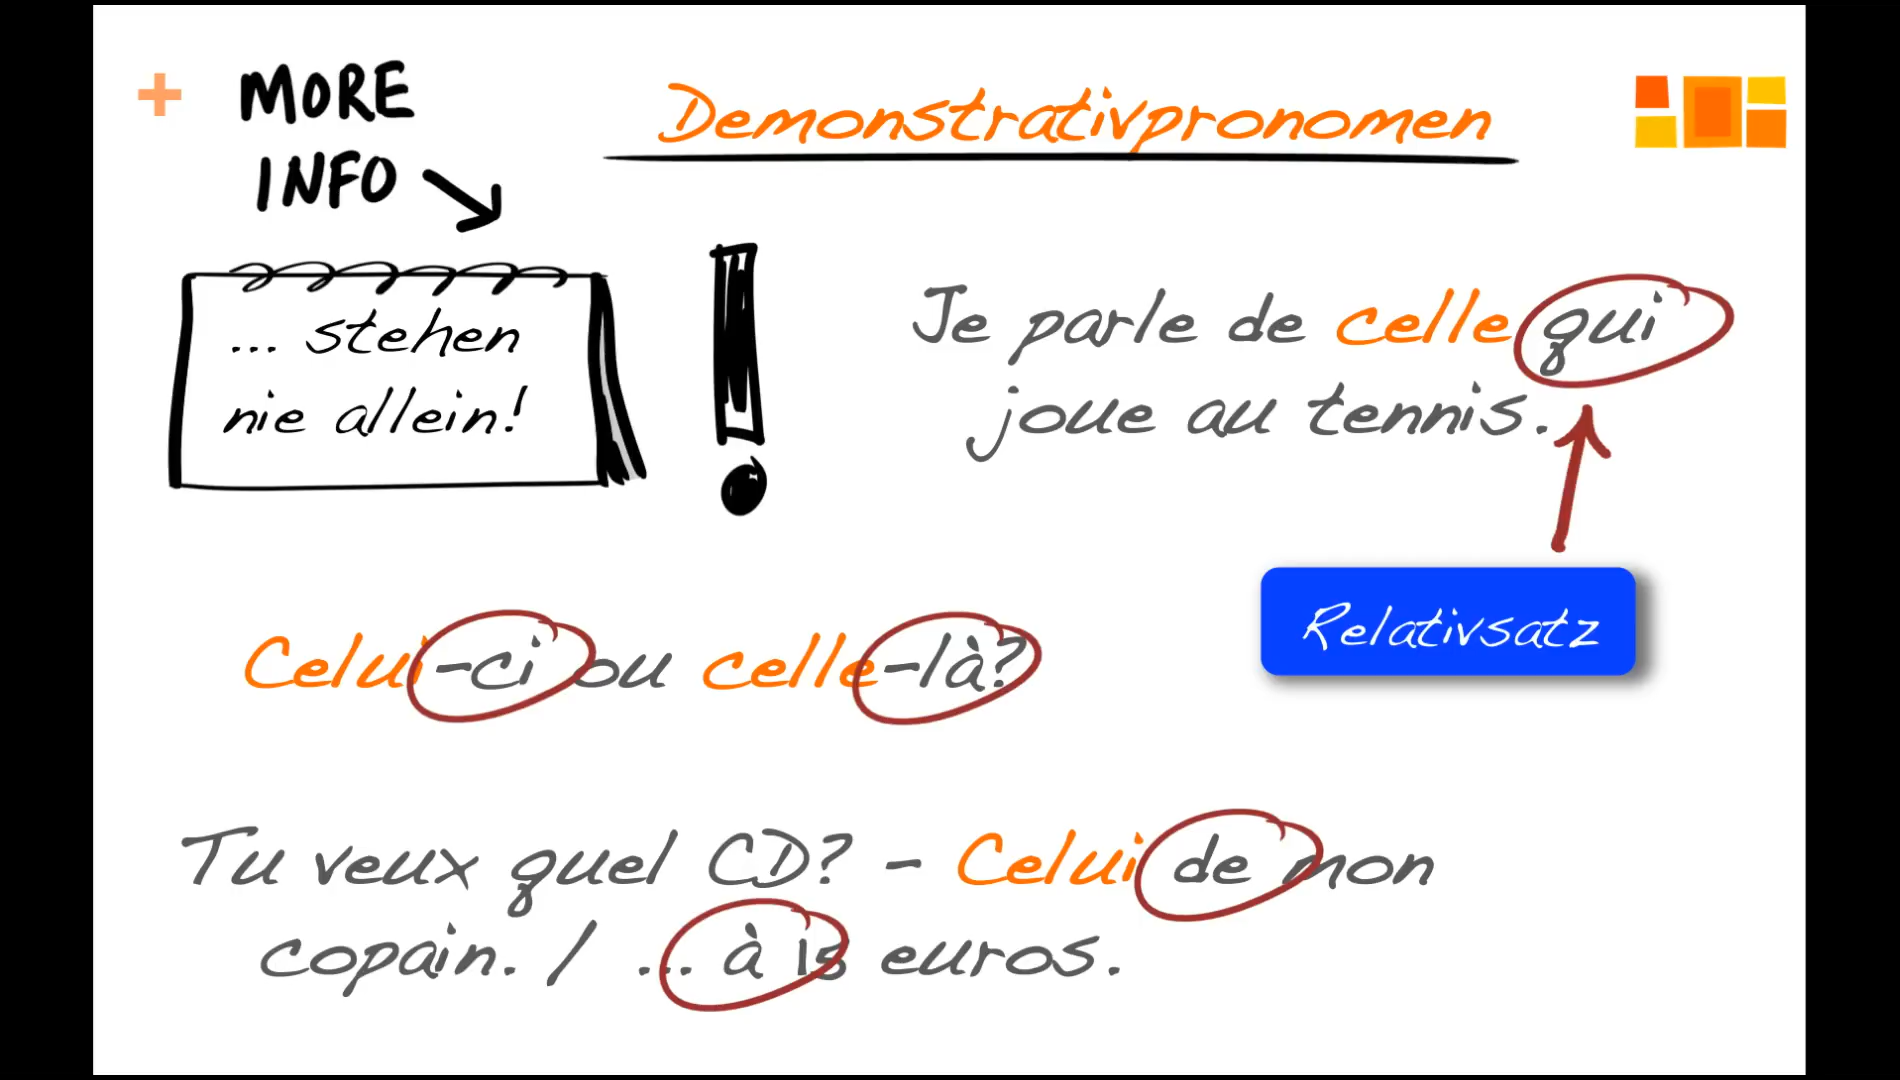 + MORE
INFO
Demonstrativpronomen
... stehen
nie allein!
Je parle de celle qui
joue au tennis.
Relativsatz
Celui-ci ou celle-là?
Tu veux quel CD? - Celui de mon
copain. / ... à 15 euros.